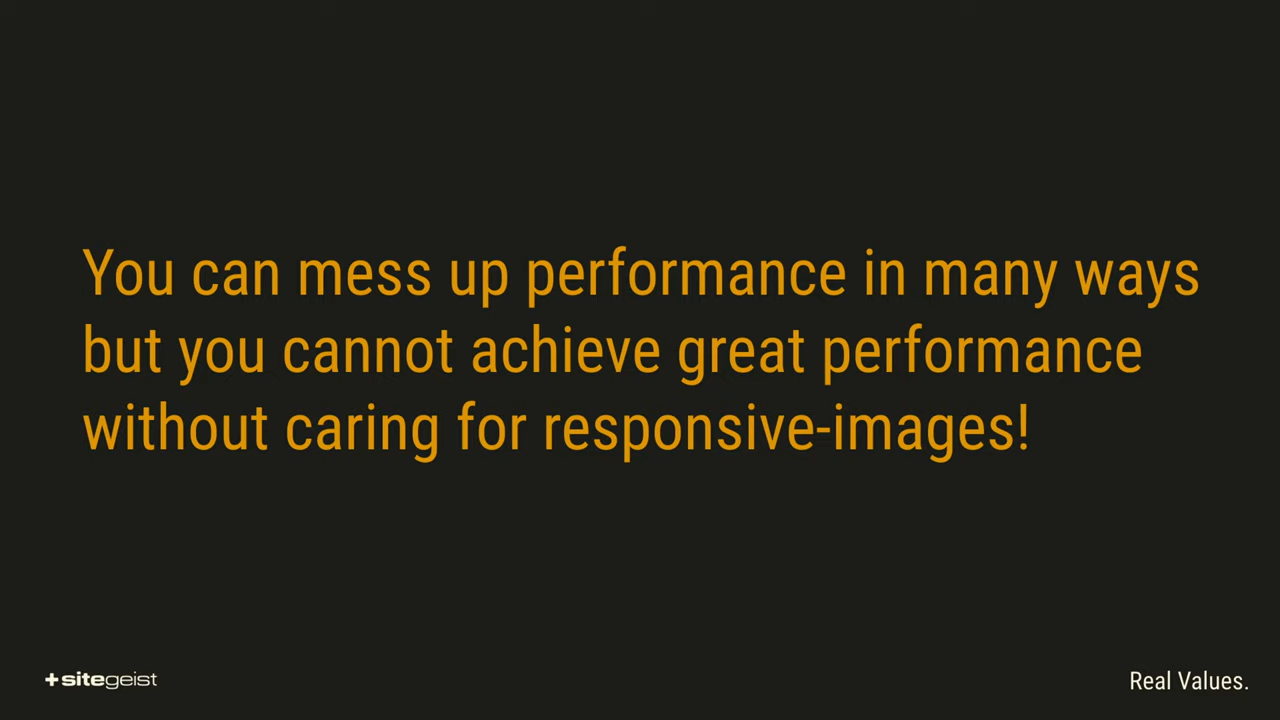 You can mess up performance in many ways
but you cannot achieve great performance
without caring for responsive-images!
+sitegeist
Real Values.